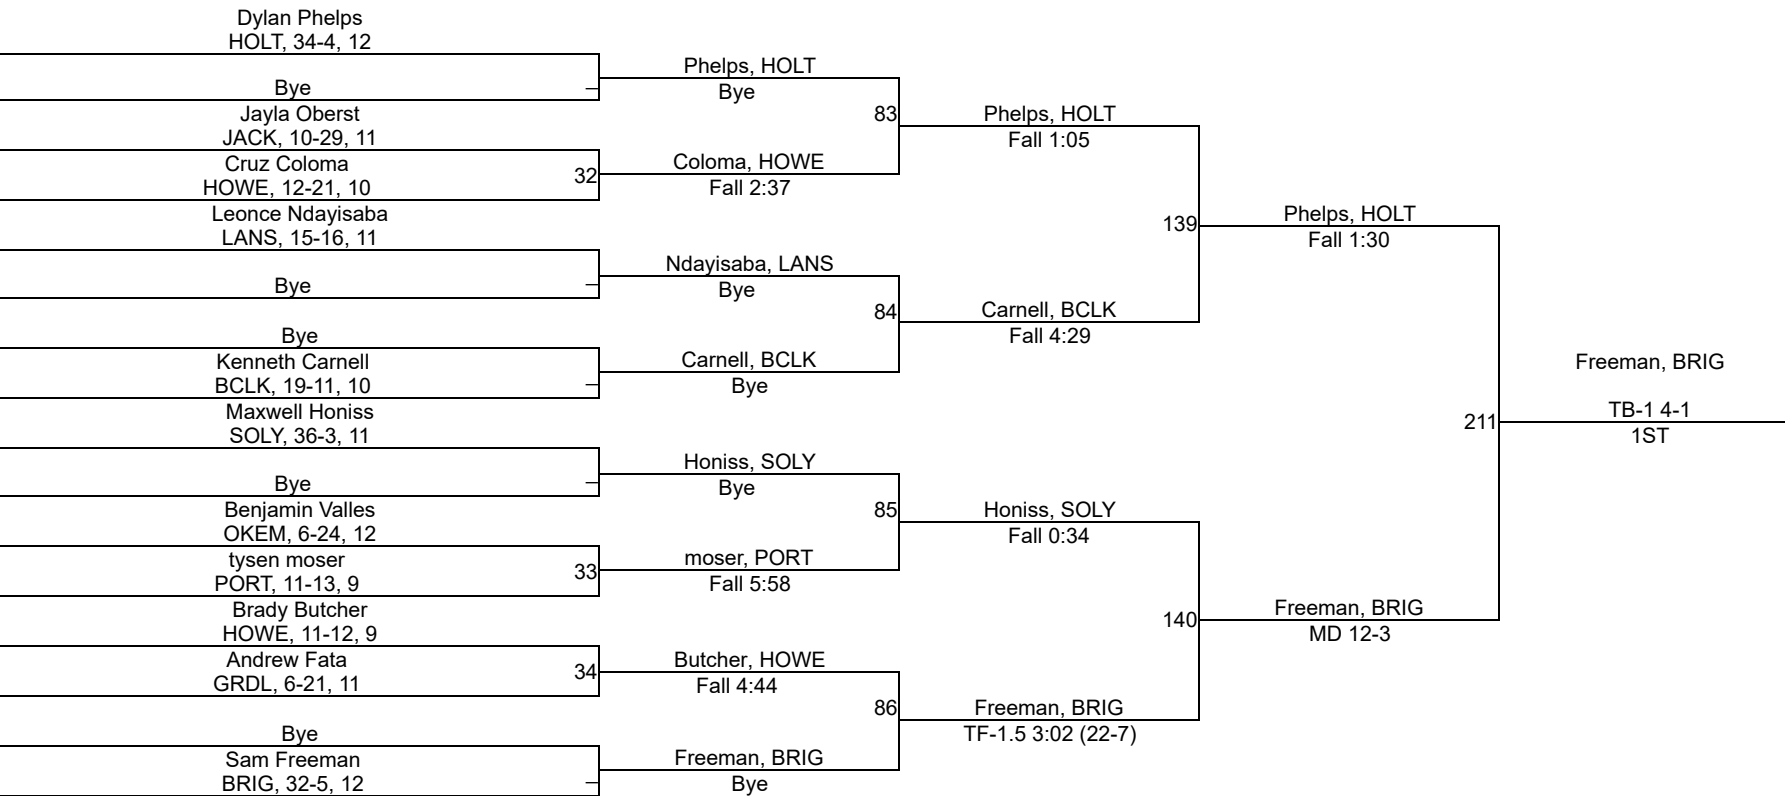 Dylan Phelps
HOLT, 34-4, 12
Bye
Jayla Oberst
JACK, 10-29, 11
Cruz Coloma
HOWE, 12-21, 10
32
Leonce Ndayisaba
LANS, 15-16, 11
Bye
Bye
Kenneth Carnell
BCLK, 19-11, 10
Maxwell Honiss
SOLY, 36-3, 11
Bye
Benjamin Valles
OKEM, 6-24, 12
tysen moser
PORT, 11-13, 9
33
Brady Butcher
HOWE, 11-12, 9
Andrew Fata
GRDL, 6-21, 11
34
Bye
Sam Freeman
BRIG, 32-5, 12
Phelps, HOLT
Bye
83
Coloma, HOWE
Fall 2:37
Ndayisaba, LANS
Bye
84
Carnell, BCLK
Bye
Honiss, SOLY
Bye
85
moser, PORT
Fall 5:58
Butcher, HOWE
Fall 4:44
86
Freeman, BRIG
Bye
Phelps, HOLT
Fall 1:05
139
Carnell, BCLK
Fall 4:29
Honiss, SOLY
Fall 0:34
140
Freeman, BRIG
TF-1.5 3:02 (22-7)
Phelps, HOLT
Fall 1:30
211
Freeman, BRIG
MD 12-3
Freeman, BRIG
TB-1 4-1
1ST